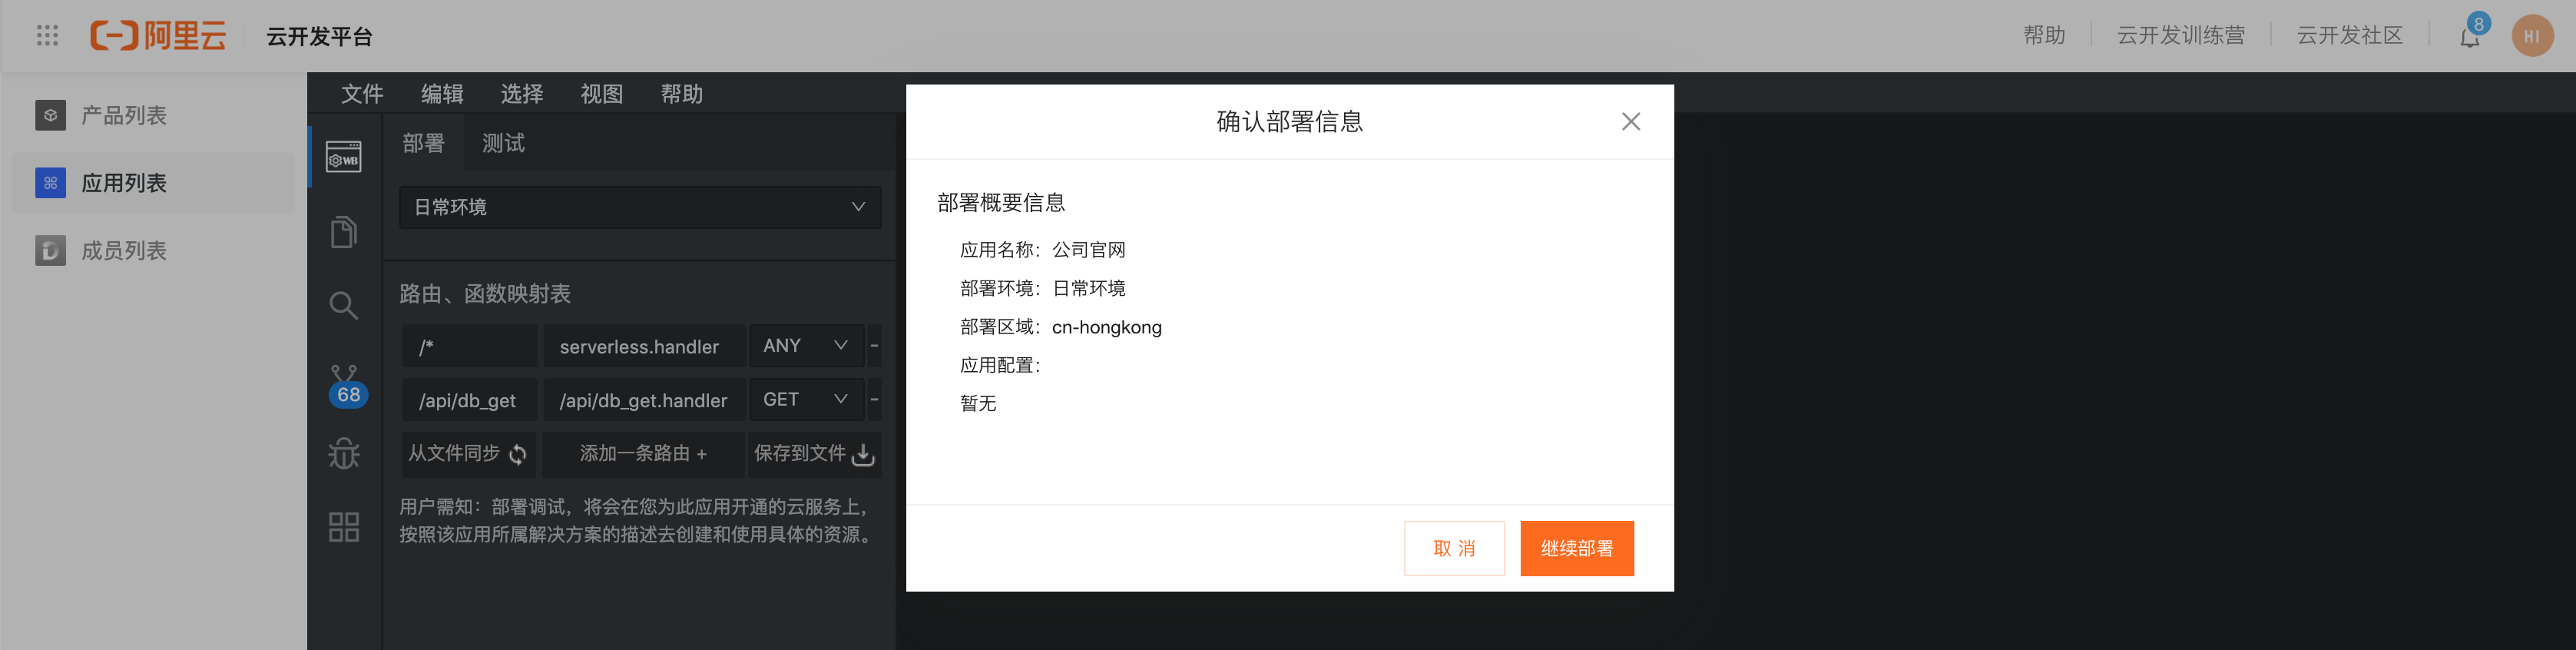 阿里云
云开发平台
帮助
云开发训练营
云开发社区
8
HI
产品列表
应用列表
成员列表
文件
编辑
选择
视图
帮助
WB
68
部署
测试
日常环境
路由、函数映射表
/*
serverless.handler
ANY
-
/api/db_get
/api/db_get.handler
GET
-
从文件同步
添加一条路由 +
保存到文件
用户需知：部署调试，将会在您为此应用开通的云服务上，
按照该应用所属解决方案的描述去创建和使用具体的资源。
确认部署信息
部署概要信息
应用名称：公司官网
部署环境：日常环境
部署区域：cn-hongkong
应用配置：
暂无
取 消
继续部署